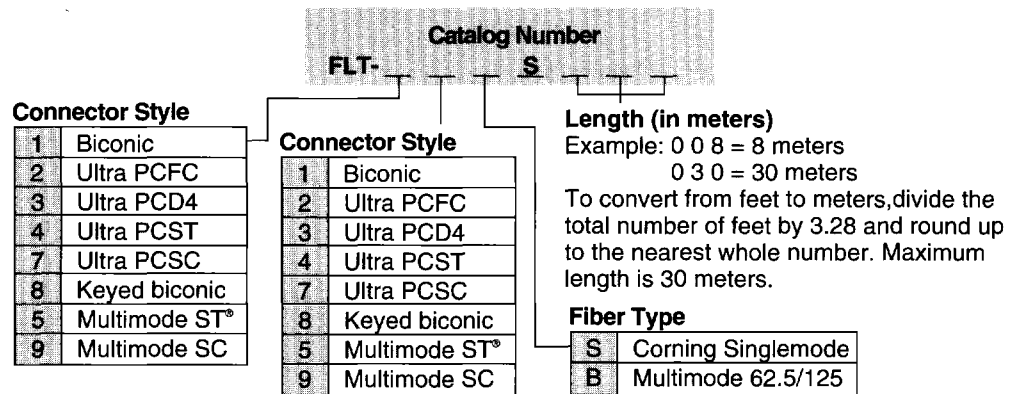 Catalog Number
FLT-_ _ _ S _ _ _
Connector Style
1 Biconic
2 Ultra PCFC
3 Ultra PCD4
4 Ultra PCST
7 Ultra PCSC
8 Keyed biconic
5 Multimode ST®
9 Multimode SC
Connector Style
1 Biconic
2 Ultra PCFC
3 Ultra PCD4
4 Ultra PCST
7 Ultra PCSC
8 Keyed biconic
5 Multimode ST®
9 Multimode SC
Length (in meters)
Example: 0 0 8 = 8 meters
0 3 0 = 30 meters
To convert from feet to meters,divide the
total number of feet by 3.28 and round up
to the nearest whole number. Maximum
length is 30 meters.
Fiber Type
S Corning Singlemode
B Multimode 62.5/125